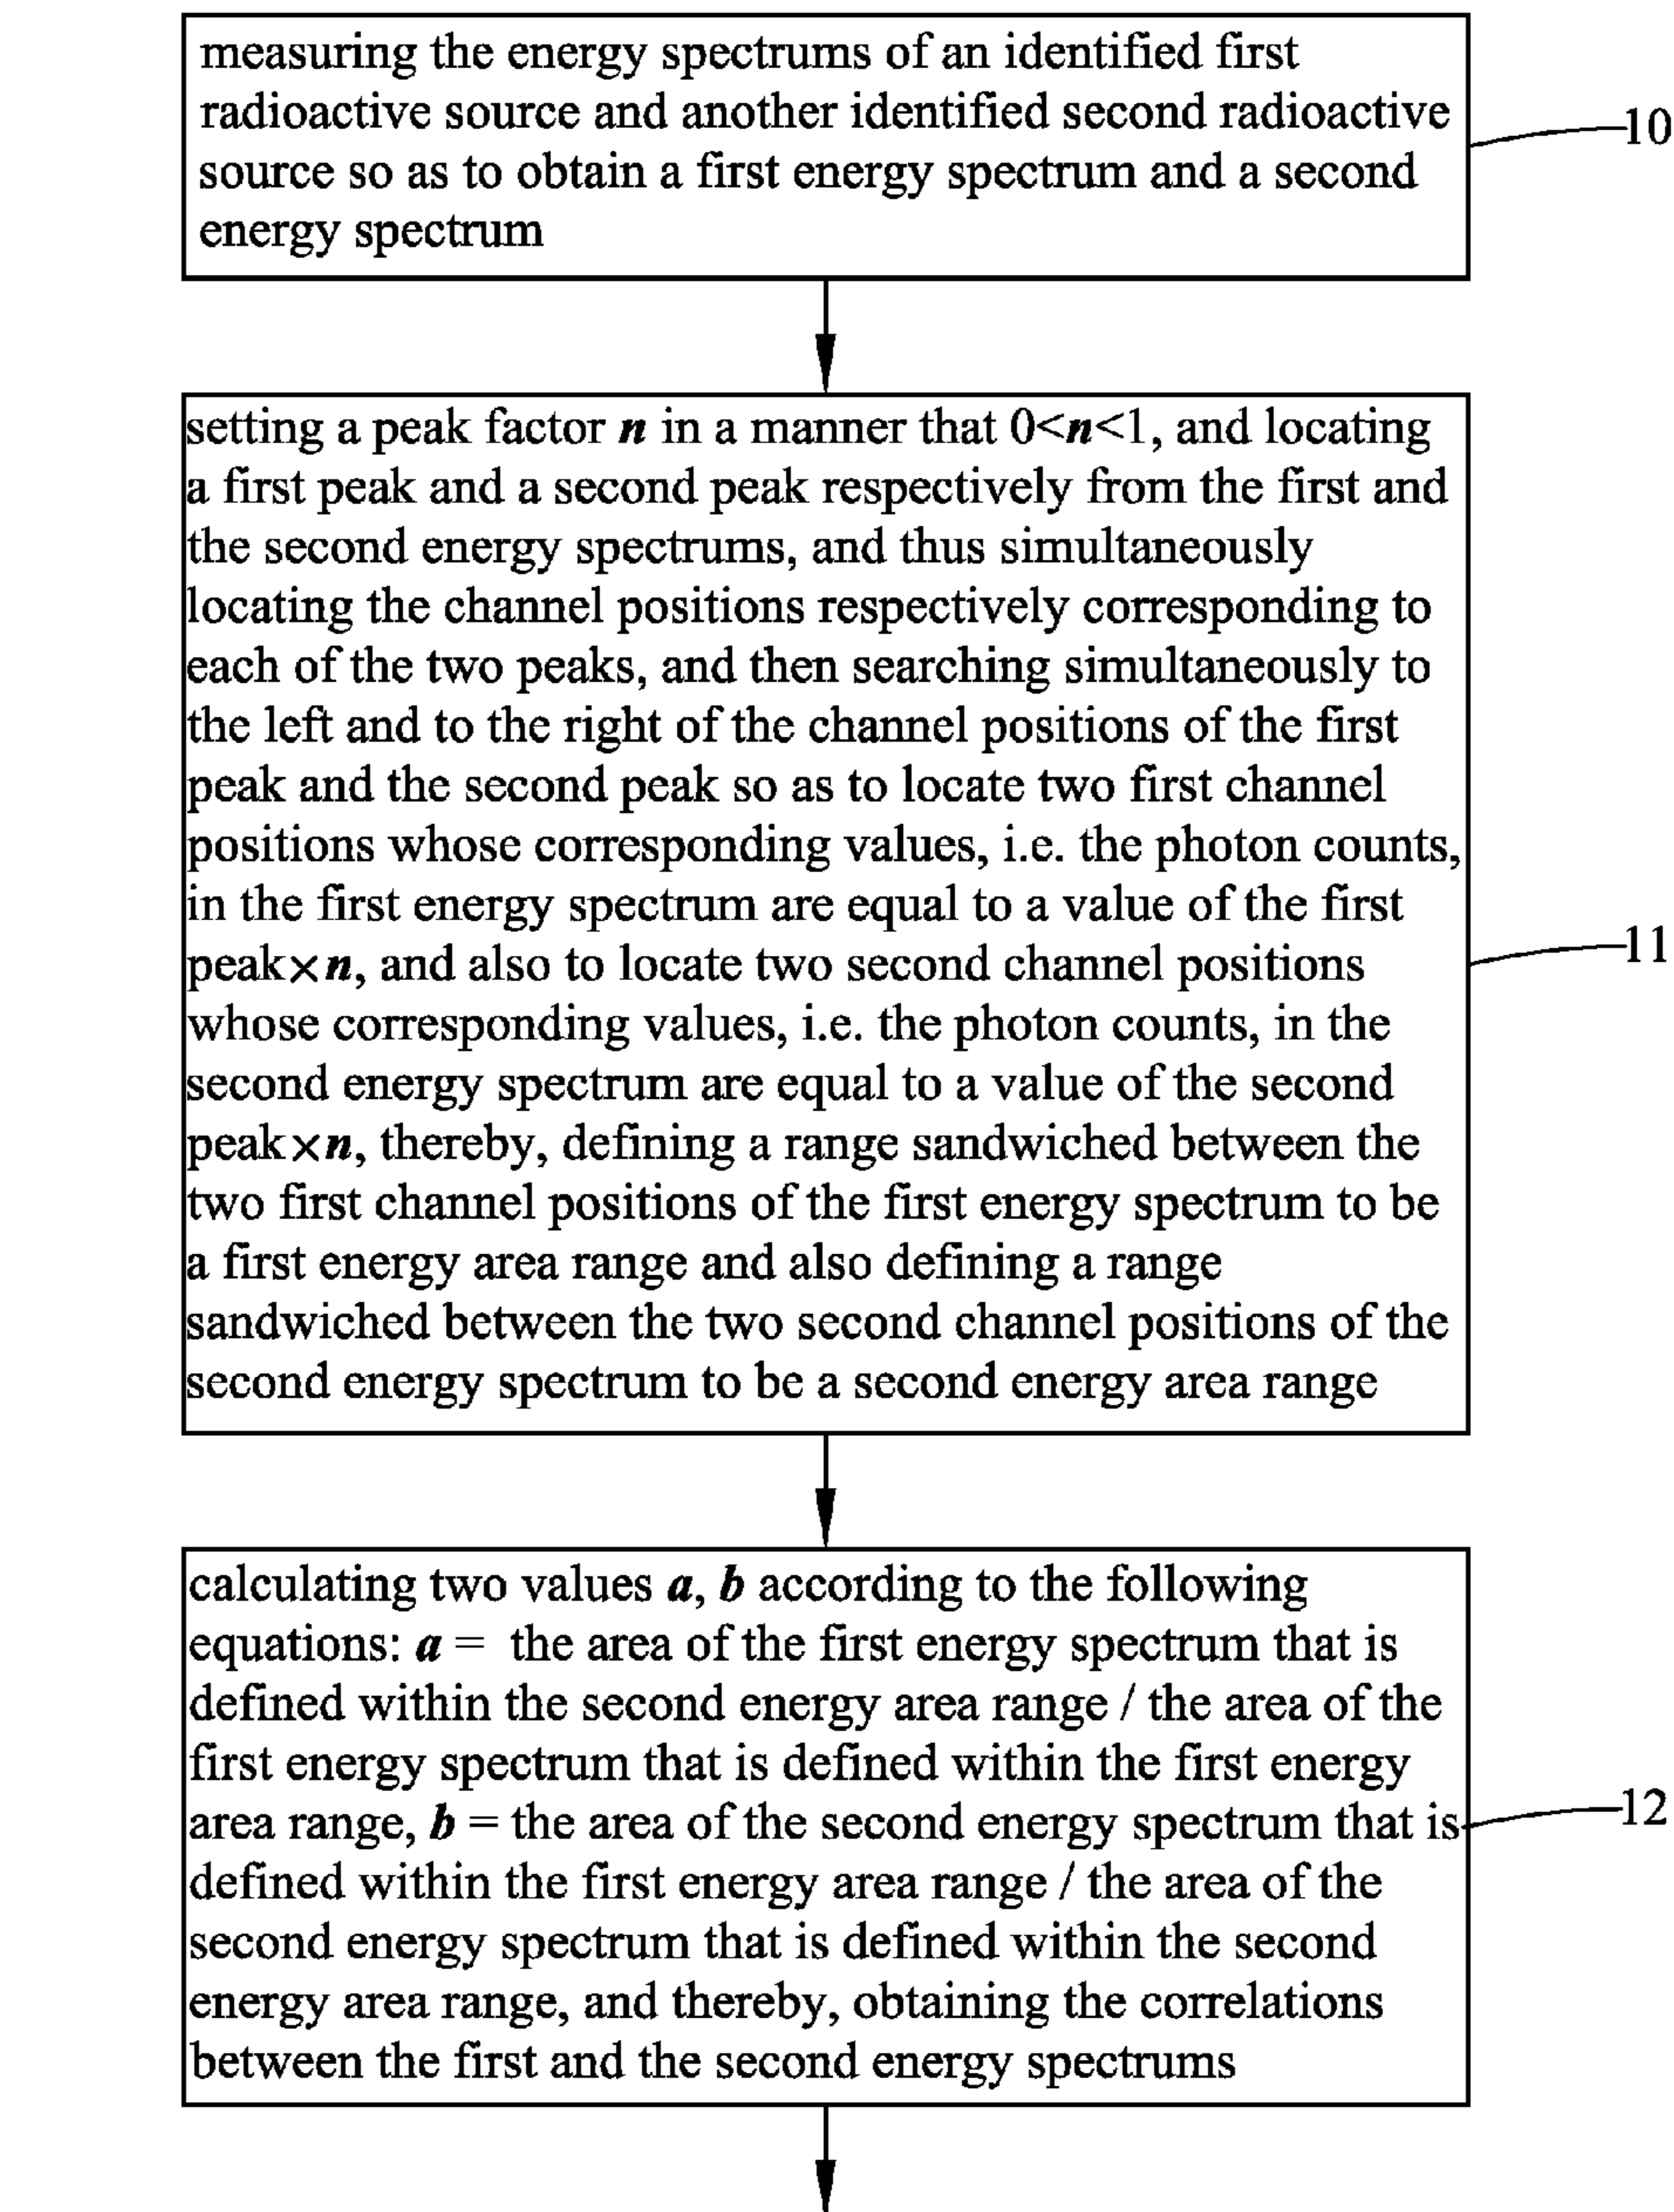 measuring the energy spectrums of an identified first
radioactive source and another identified second radioactive
source so as to obtain a first energy spectrum and a second
energy spectrum
10
setting a peak factor n in a manner that 0<n<1, and locating
a first peak and a second peak respectively from the first and
the second energy spectrums, and thus simultaneously
locating the channel positions respectively corresponding to
each of the two peaks, and then searching simultaneously to
the left and to the right of the channel positions of the first
peak and the second peak so as to locate two first channel
positions whose corresponding values, i.e. the photon counts,
in the first energy spectrum are equal to a value of the first
peak×n, and also to locate two second channel positions
whose corresponding values, i.e. the photon counts, in the
second energy spectrum are equal to a value of the second
peak×n, thereby, defining a range sandwiched between the
two first channel positions of the first energy spectrum to be
a first energy area range and also defining a range
sandwiched between the two second channel positions of the
second energy spectrum to be a second energy area range
11
calculating two values a, b according to the following
equations: a = the area of the first energy spectrum that is
defined within the second energy area range / the area of the
first energy spectrum that is defined within the first energy
area range, b = the area of the second energy spectrum that is
defined within the first energy area range / the area of the
second energy spectrum that is defined within the second
energy area range, and thereby, obtaining the correlations
between the first and the second energy spectrums
12